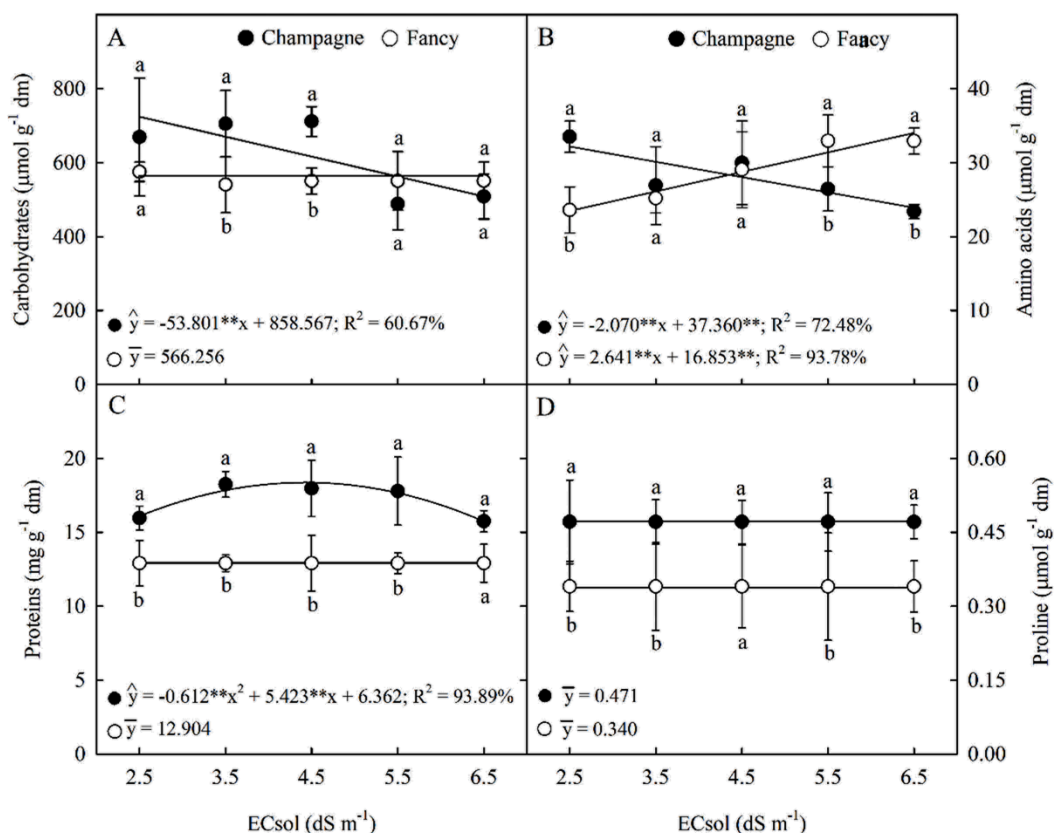 A
Champagne Fancy
Carbohydrates (μmol g⁻¹ dm)
800
600
400
200
0
a a a a a
a b b a a
ŷ = -53.801**x + 858.567; R² = 60.67%
y̅ = 566.256
B
Champagne Fancy
a
Amino acids (μmol g⁻¹ dm)
40
30
20
10
0
a a a a a
b a a b b
ŷ = -2.070**x + 37.360**; R² = 72.48%
ŷ = 2.641**x + 16.853**; R² = 93.78%
C
Proteins (mg g⁻¹ dm)
20
15
10
5
0
a a a a a
b b b b a
ŷ = -0.612**x² + 5.423**x + 6.362; R² = 93.89%
y̅ = 12.904
2.5 3.5 4.5 5.5 6.5
ECsol (dS m⁻¹)
D
Proline (μmol g⁻¹ dm)
0.60
0.45
0.30
0.15
0.00
a a a a a
b b a b b
y̅ = 0.471
y̅ = 0.340
2.5 3.5 4.5 5.5 6.5
ECsol (dS m⁻¹)